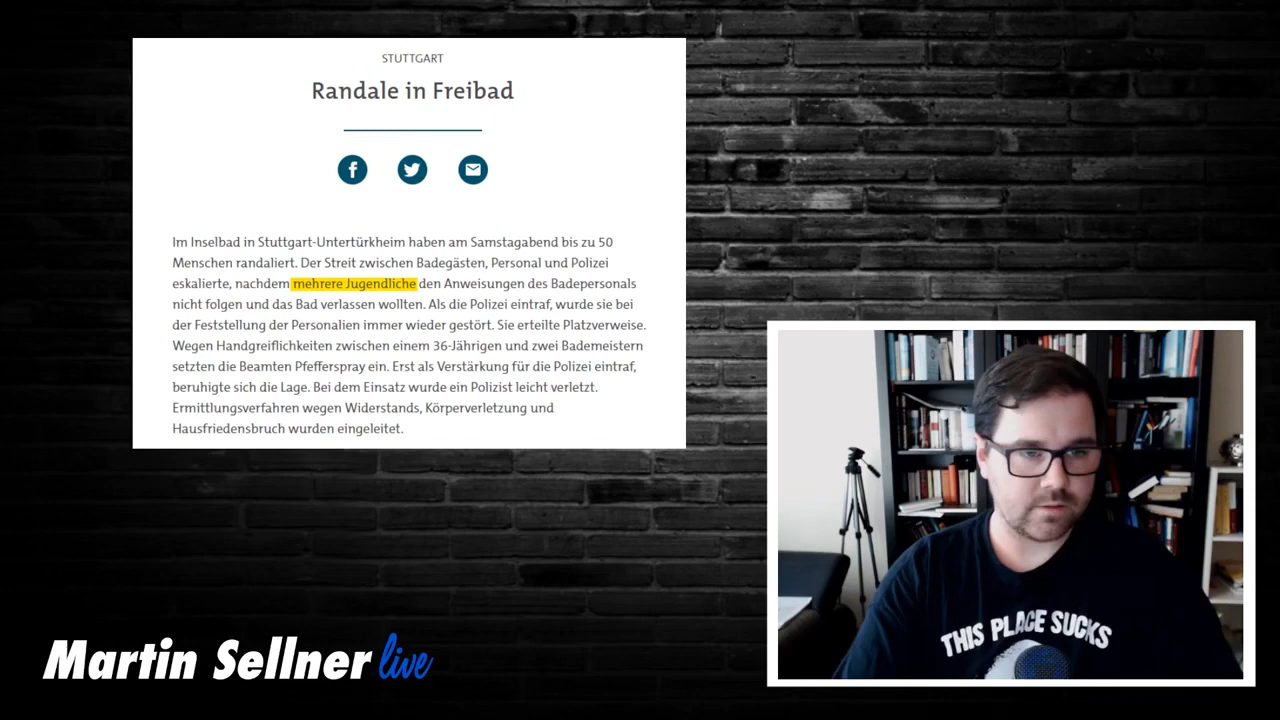 STUTTGART
Randale in Freibad
Im Inselbad in Stuttgart-Untertürkheim haben am Samstagabend bis zu 50
Menschen randaliert. Der Streit zwischen Badegästen, Personal und Polizei
eskalierte, nachdem mehrere Jugendliche den Anweisungen des Badepersonals
nicht folgen und das Bad verlassen wollten. Als die Polizei eintraf, wurde sie bei
der Feststellung der Personalien immer wieder gestört. Sie erteilte Platzverweise.
Wegen Handgreiflichkeiten zwischen einem 36-Jährigen und zwei Bademeistern
setzten die Beamten Pfefferspray ein. Erst als Verstärkung für die Polizei eintraf,
beruhigte sich die Lage. Bei dem Einsatz wurde ein Polizist leicht verletzt.
Ermittlungsverfahren wegen Widerstands, Körperverletzung und
Hausfriedensbruch wurden eingeleitet.
THIS PLACE SUCKS
Martin Sellner live